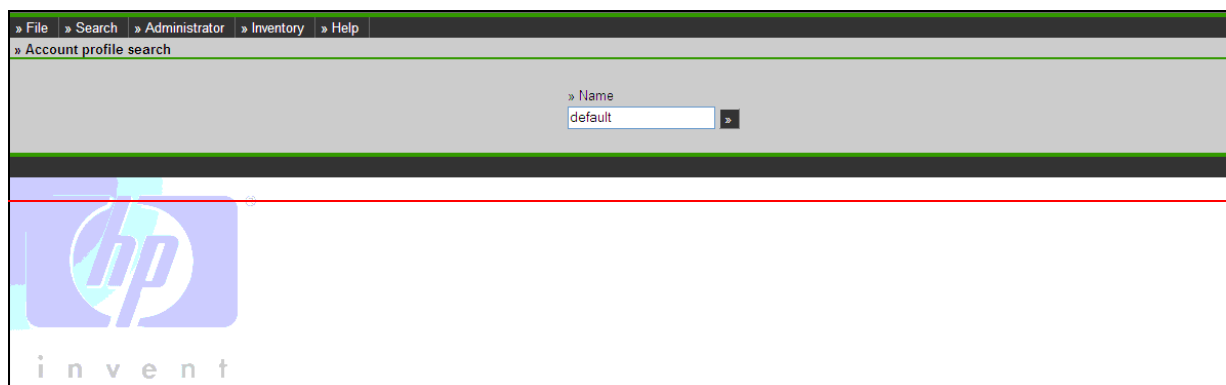 » File » Search » Administrator » Inventory » Help
» Account profile search
» Name
default
»
®
hp
invent